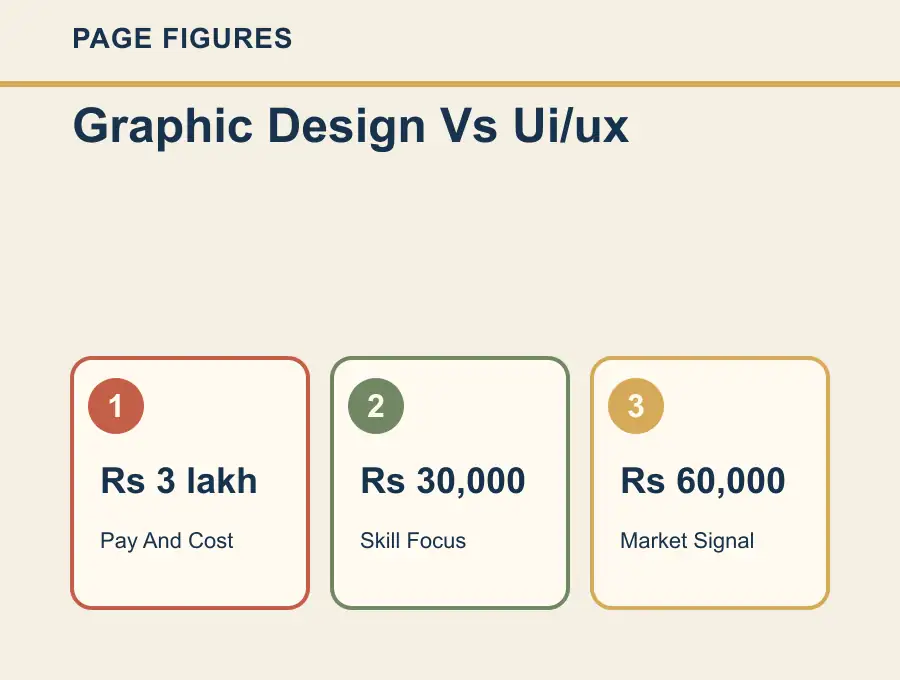 PAGE FIGURES
Graphic Design Vs Ui/ux
1
Rs 3 lakh
Pay And Cost
2
Rs 30,000
Skill Focus
3
Rs 60,000
Market Signal